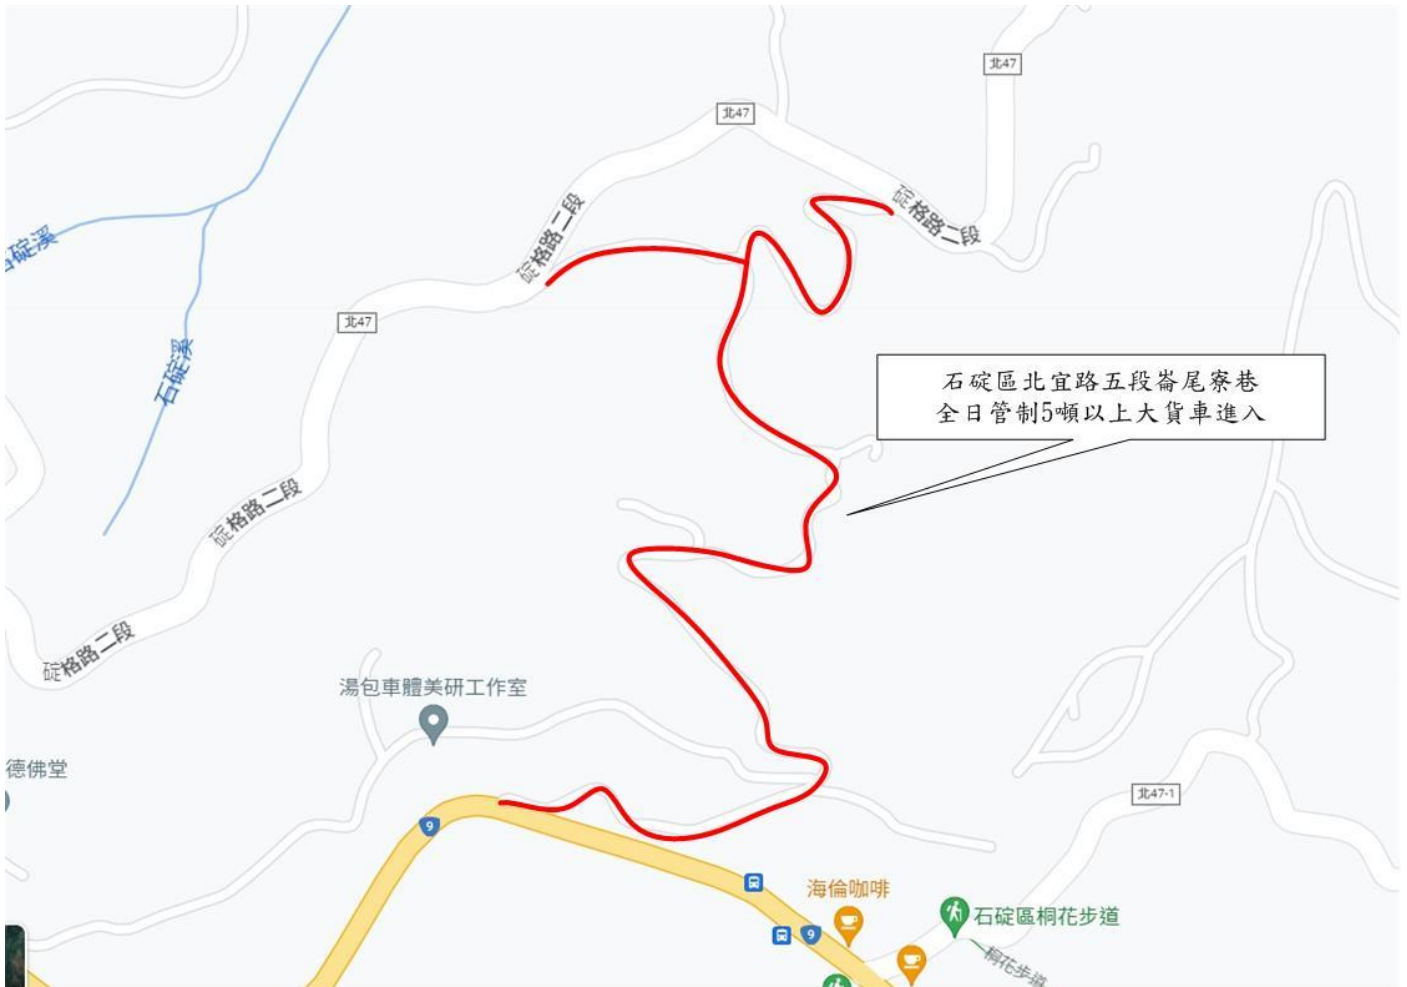 北47
北47
碇格路二段
碇格路二段
石碇溪
碇格路二段
北47
石碇溪
石碇區北宜路五段崙尾寮巷
全日管制5噸以上大貨車進入
碇格路二段
碇格路二段
湯包車體美研工作室
德佛堂
北47-1
9
海倫咖啡
石碇區桐花步道
9
桐花步道